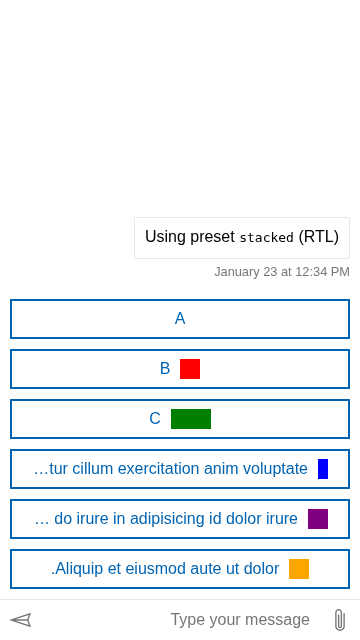 Using preset stacked (RTL)
January 23 at 12:34 PM
A
B
C
…tur cillum exercitation anim voluptate
… do irure in adipisicing id dolor irure
.Aliquip et eiusmod aute ut dolor
Type your message